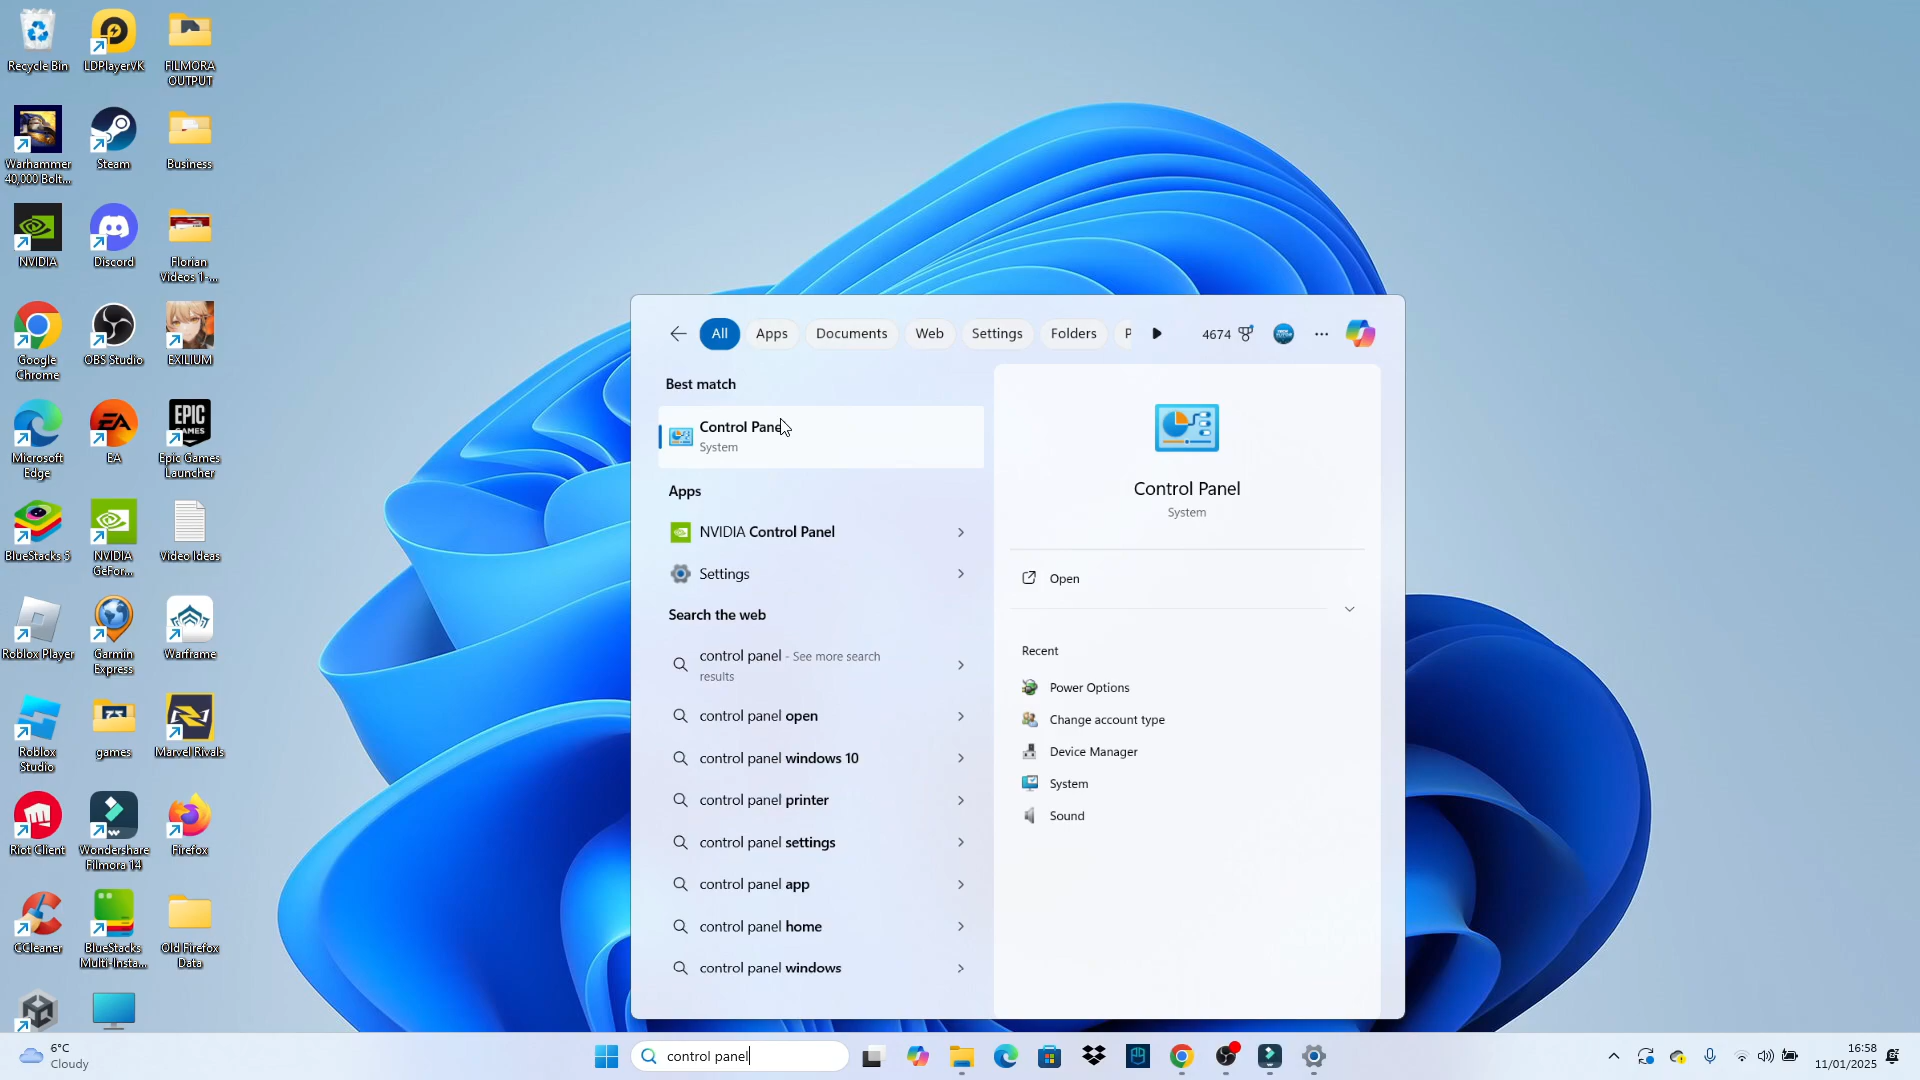 Recycle Bin
LDPlayerVK
FILMORA
OUTPUT
Warhammer
40,000 Bolt...
Steam
Business
NVIDIA
Discord
Florian
Videos 1-...
Google
Chrome
OBS Studio
EXILIUM
Microsoft
Edge
EA
EPIC
GAMES
Epic Games
Launcher
BlueStacks 5
NVIDIA
GeFor...
Video Ideas
Roblox Player
Garmin
Express
Warframe
Roblox
Studio
games
Marvel Rivals
Riot Client
Wondershare
Filmora 14
Firefox
CCleaner
BlueStacks
Multi-Insta...
Old Firefox
Data
All
Apps
Documents
Web
Settings
Folders
P
4674
Best match
Control Panel
System
Apps
NVIDIA Control Panel
Settings
Search the web
control panel - See more search
results
control panel open
control panel windows 10
control panel printer
control panel settings
control panel app
control panel home
control panel windows
Control Panel
System
Open
Recent
Power Options
Change account type
Device Manager
System
Sound
6°C
Cloudy
control panel
16:58
11/01/2025